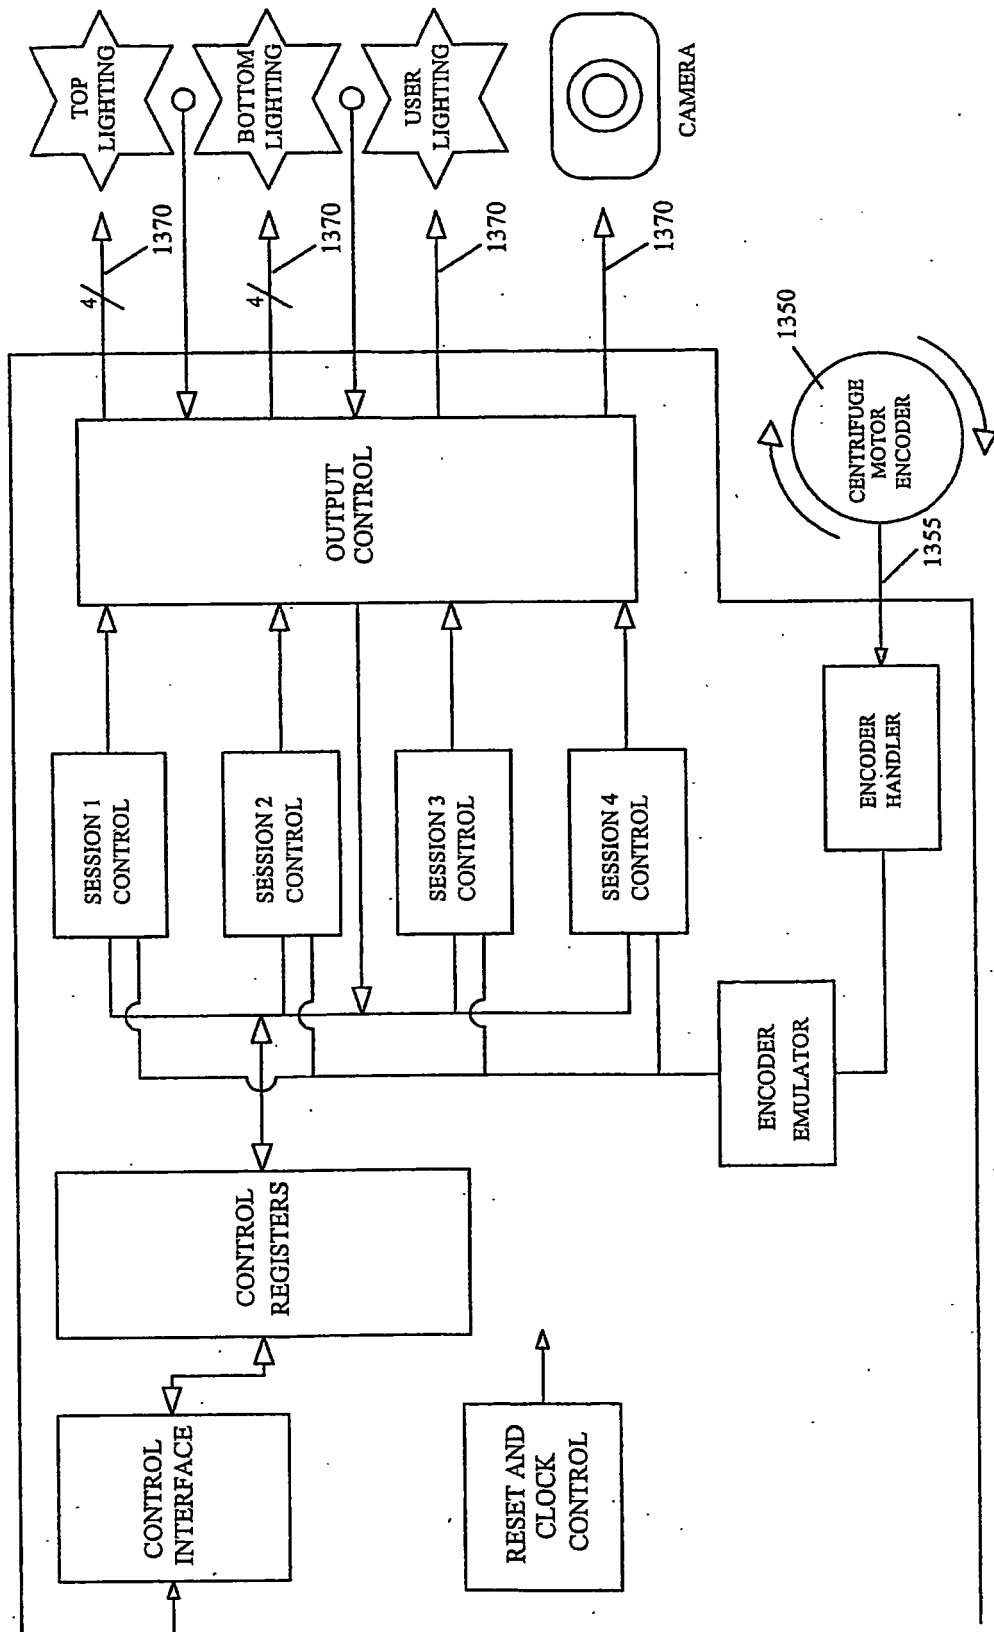 TOP
LIGHTING
BOTTOM
LIGHTING
USER
LIGHTING
CAMERA
4
1370
4
1370
1370
1370
OUTPUT
CONTROL
1350
CENTRIFUGE
MOTOR
ENCODER
1355
SESSION 1
CONTROL
SESSION 2
CONTROL
SESSION 3
CONTROL
SESSION 4
CONTROL
ENCODER
HANDLER
ENCODER
EMULATOR
CONTROL
REGISTERS
CONTROL
INTERFACE
RESET AND
CLOCK
CONTROL